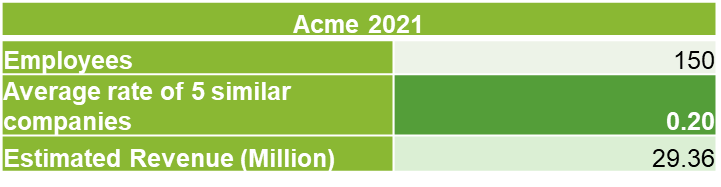 Acme 2021
Employees 150
Average rate of 5 similar
companies 0.20
Estimated Revenue (Million) 29.36